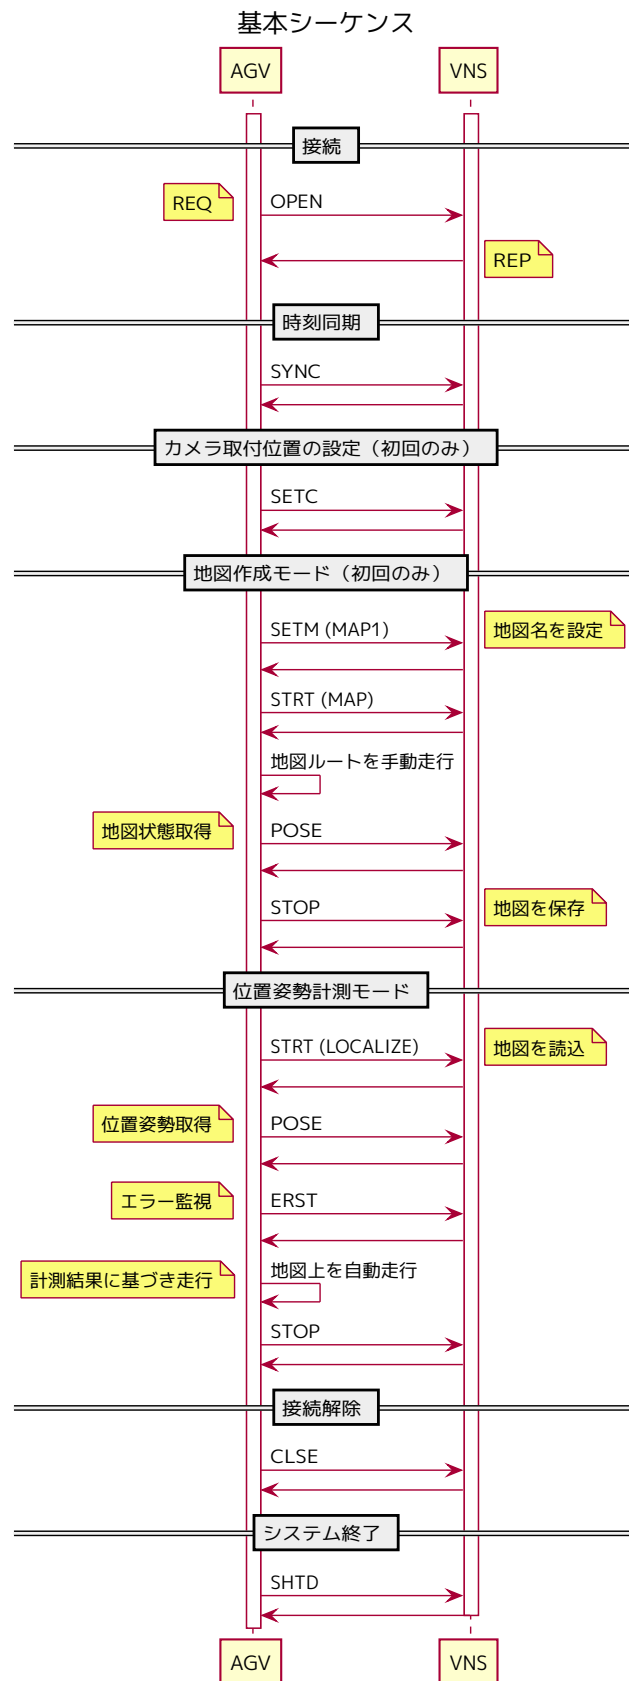 基本シーケンス
AGV
VNS
接続
REQ
OPEN
REP
時刻同期
SYNC
カメラ取付位置の設定（初回のみ）
SETC
地図作成モード（初回のみ）
SETM (MAP1)
地図名を設定
STRT (MAP)
地図ルートを手動走行
地図状態取得
POSE
STOP
地図を保存
位置姿勢計測モード
STRT (LOCALIZE)
地図を読込
位置姿勢取得
POSE
エラー監視
ERST
計測結果に基づき走行
地図上を自動走行
STOP
接続解除
CLSE
システム終了
SHTD
AGV
VNS